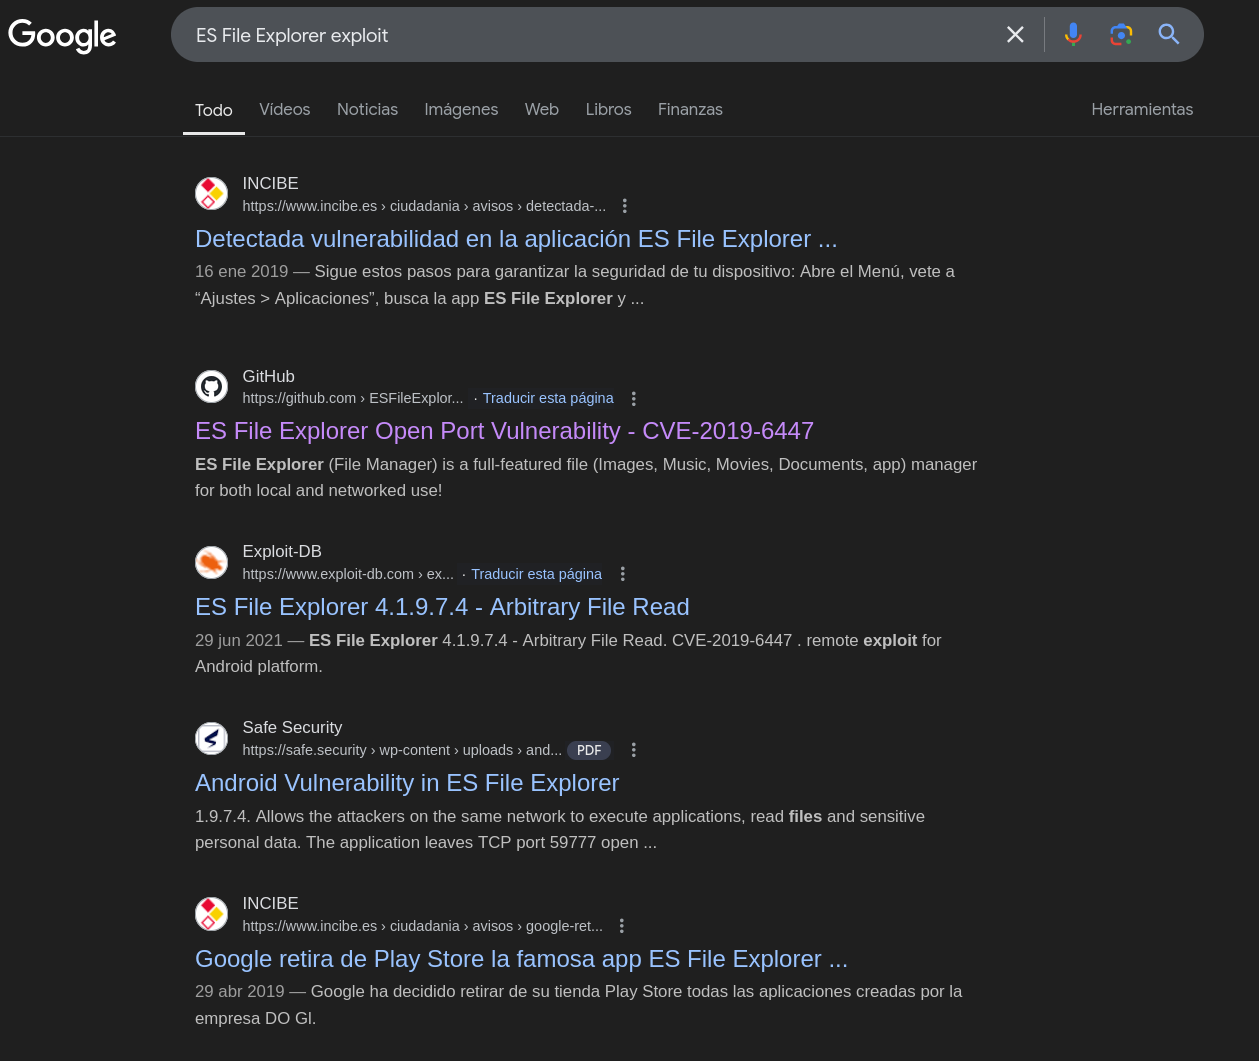 Google
ES File Explorer exploit
Todo Vídeos Noticias Imágenes Web Libros Finanzas Herramientas
INCIBE
https://www.incibe.es › ciudadania › avisos › detectada-...
Detectada vulnerabilidad en la aplicación ES File Explorer ...
16 ene 2019 — Sigue estos pasos para garantizar la seguridad de tu dispositivo: Abre el Menú, vete a
“Ajustes > Aplicaciones”, busca la app ES File Explorer y ...
GitHub
https://github.com › ESFileExplor... · Traducir esta página
ES File Explorer Open Port Vulnerability - CVE-2019-6447
ES File Explorer (File Manager) is a full-featured file (Images, Music, Movies, Documents, app) manager
for both local and networked use!
Exploit-DB
https://www.exploit-db.com › ex... · Traducir esta página
ES File Explorer 4.1.9.7.4 - Arbitrary File Read
29 jun 2021 — ES File Explorer 4.1.9.7.4 - Arbitrary File Read. CVE-2019-6447 . remote exploit for
Android platform.
Safe Security
https://safe.security › wp-content › uploads › and... PDF
Android Vulnerability in ES File Explorer
1.9.7.4. Allows the attackers on the same network to execute applications, read files and sensitive
personal data. The application leaves TCP port 59777 open ...
INCIBE
https://www.incibe.es › ciudadania › avisos › google-ret...
Google retira de Play Store la famosa app ES File Explorer ...
29 abr 2019 — Google ha decidido retirar de su tienda Play Store todas las aplicaciones creadas por la
empresa DO Gl.